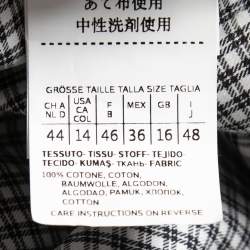 あて布使用
中性洗剤使用
GRÖSSE TAILLE TALLA SIZE TAGLIA
CH A NL D USA CA COL F B MEX GB I J
44 14 46 36 16 48
TESSUTO-TISSU-STOFF-TEJIDO
TECIDO-KUMAŞ-ТКАНЬ-FABRIC
100% COTONE, COTON,
BAUMWOLLE, ALGODON,
ALGODAO, PAMUK, ХЛОПОК,
COTTON
CARE INSTRUCTIONS ON REVERSE